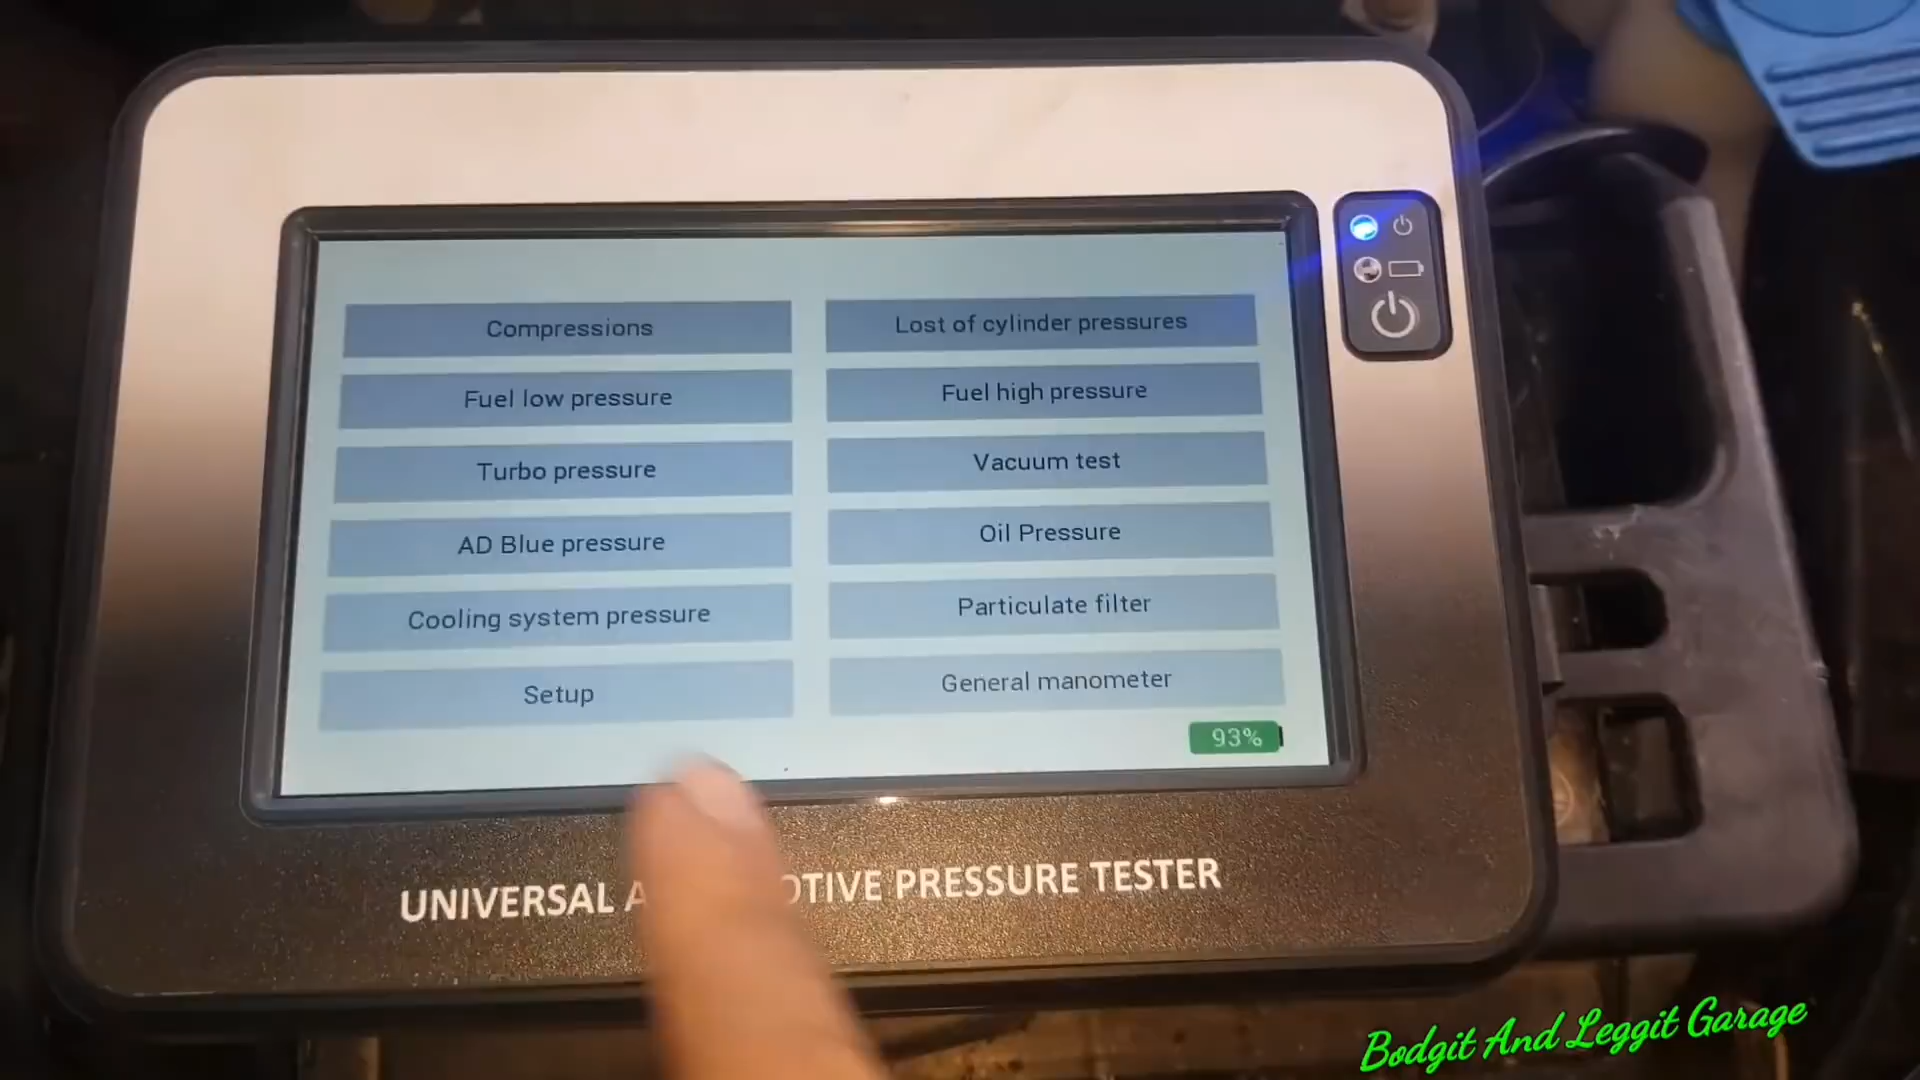 Compressions
Lost of cylinder pressures
Fuel low pressure
Fuel high pressure
Turbo pressure
Vacuum test
AD Blue pressure
Oil Pressure
Cooling system pressure
Particulate filter
Setup
General manometer
93%
UNIVERSAL PRESSURE TESTER
Bodgit And Leggit Garage